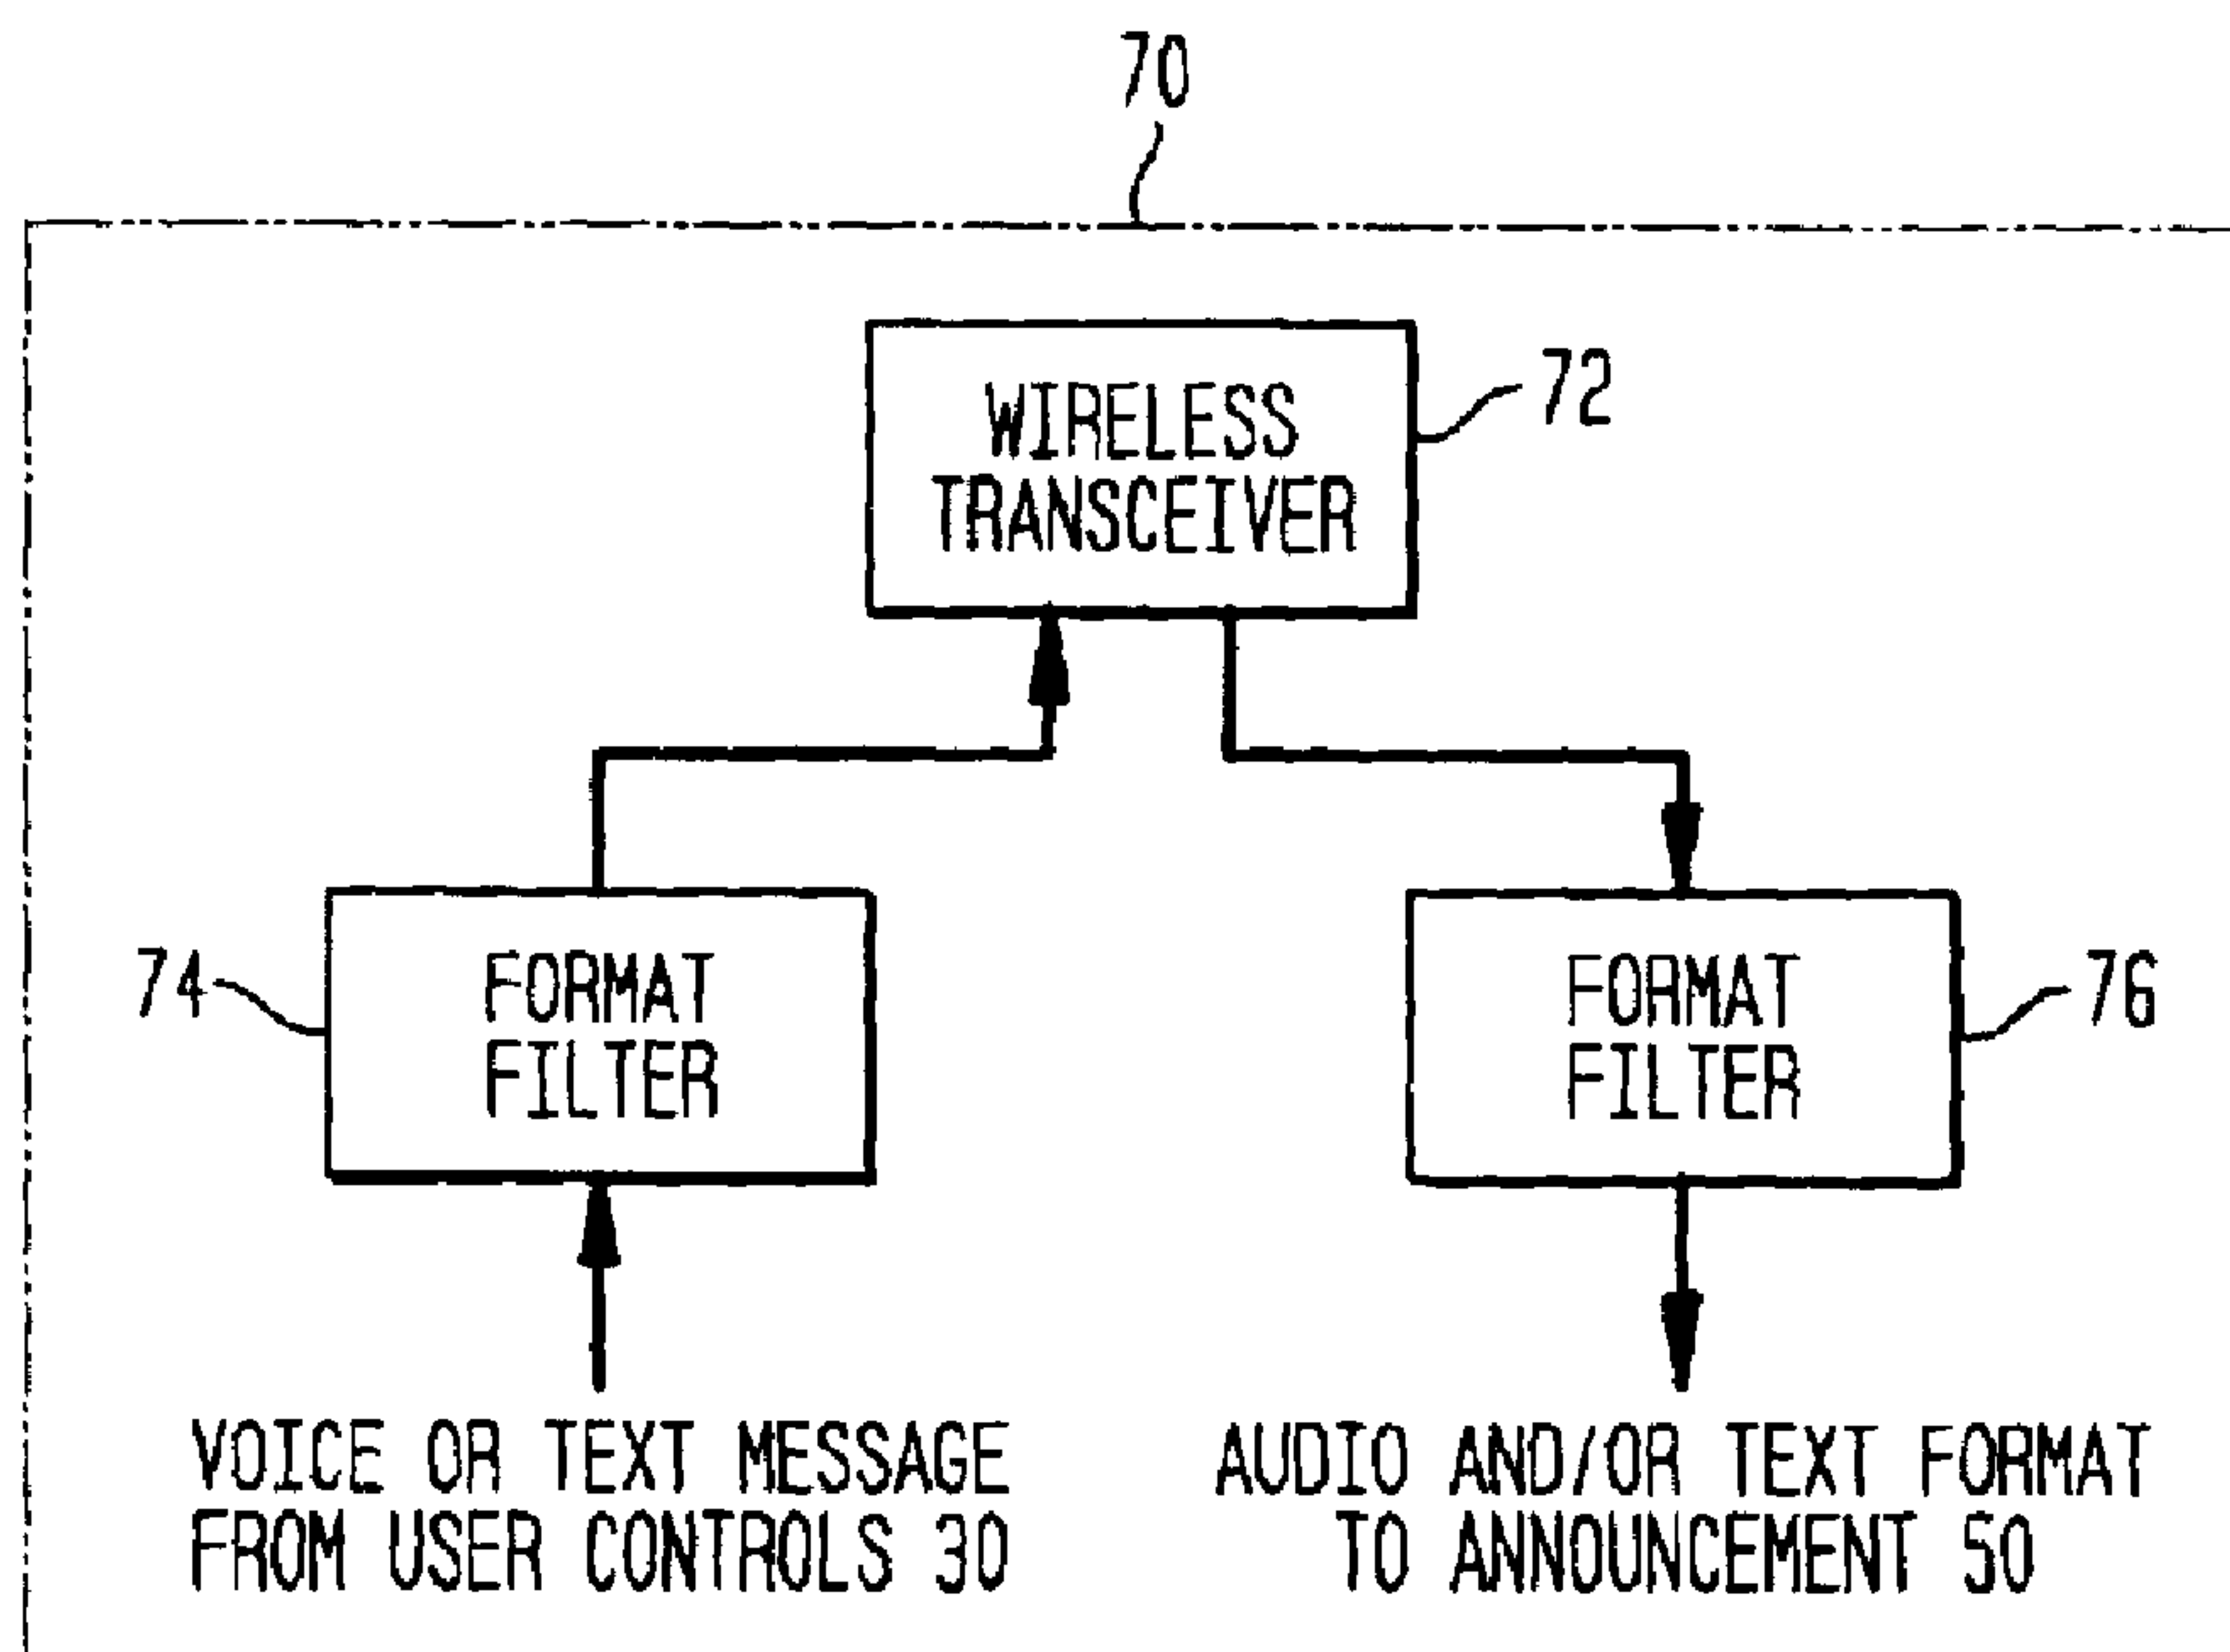 70
WIRELESS
TRANSCEIVER
72
74
FORMAT
FILTER
FORMAT
FILTER
76
VOICE OR TEXT MESSAGE
FROM USER CONTROLS 30
AUDIO AND/OR TEXT FORMAT
TO ANNOUNCEMENT 50